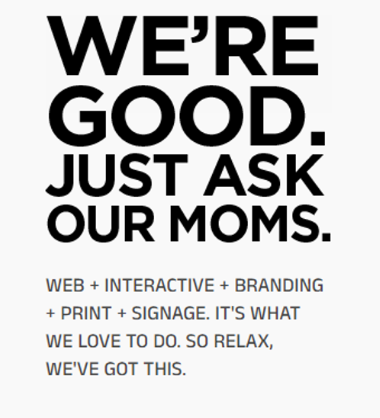 WE’RE
GOOD.
JUST ASK
OUR MOMS.
WEB + INTERACTIVE + BRANDING
+ PRINT + SIGNAGE. IT'S WHAT
WE LOVE TO DO. SO RELAX,
WE'VE GOT THIS.